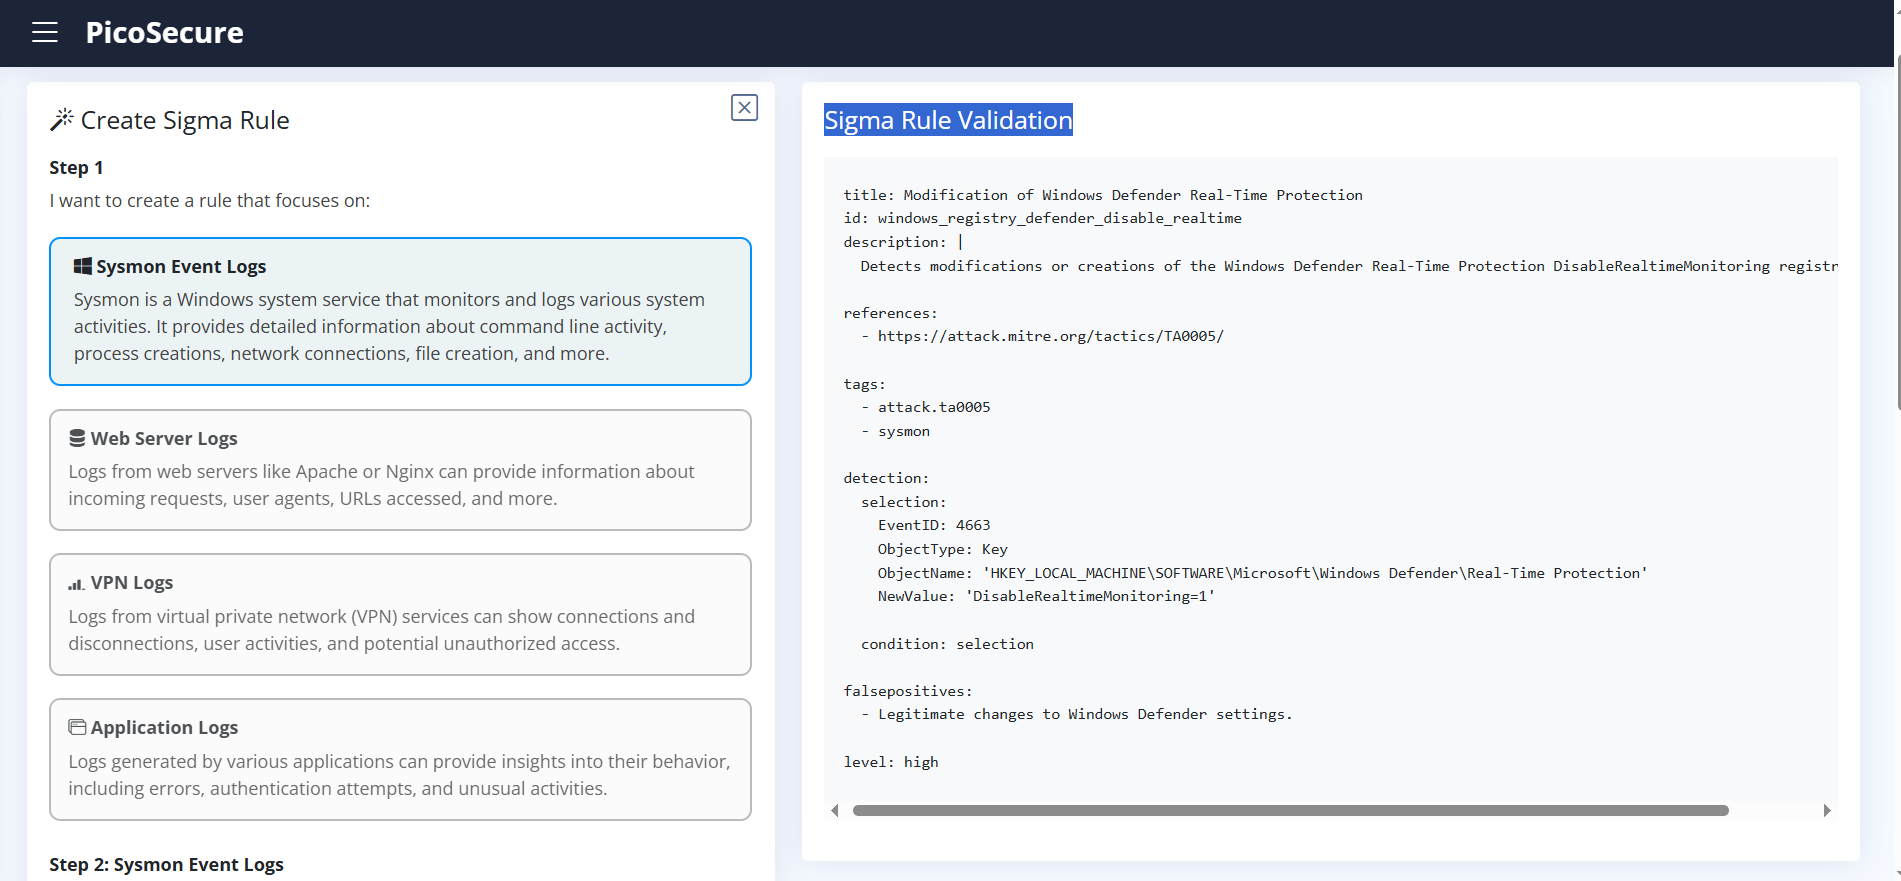 PicoSecure
Create Sigma Rule
Step 1
I want to create a rule that focuses on:
Sysmon Event Logs
Sysmon is a Windows system service that monitors and logs various system
activities. It provides detailed information about command line activity,
process creations, network connections, file creation, and more.
Web Server Logs
Logs from web servers like Apache or Nginx can provide information about
incoming requests, user agents, URLs accessed, and more.
VPN Logs
Logs from virtual private network (VPN) services can show connections and
disconnections, user activities, and potential unauthorized access.
Application Logs
Logs generated by various applications can provide insights into their behavior,
including errors, authentication attempts, and unusual activities.
Step 2: Sysmon Event Logs
Sigma Rule Validation
title: Modification of Windows Defender Real-Time Protection
id: windows_registry_defender_disable_realtime
description: |
Detects modifications or creations of the Windows Defender Real-Time Protection DisableRealtimeMonitoring registr
references:
- https://attack.mitre.org/tactics/TA0005/
tags:
- attack.ta0005
- sysmon
detection:
selection:
EventID: 4663
ObjectType: Key
ObjectName: 'HKEY_LOCAL_MACHINE\SOFTWARE\Microsoft\Windows Defender\Real-Time Protection'
NewValue: 'DisableRealtimeMonitoring=1'
condition: selection
falsepositives:
- Legitimate changes to Windows Defender settings.
level: high